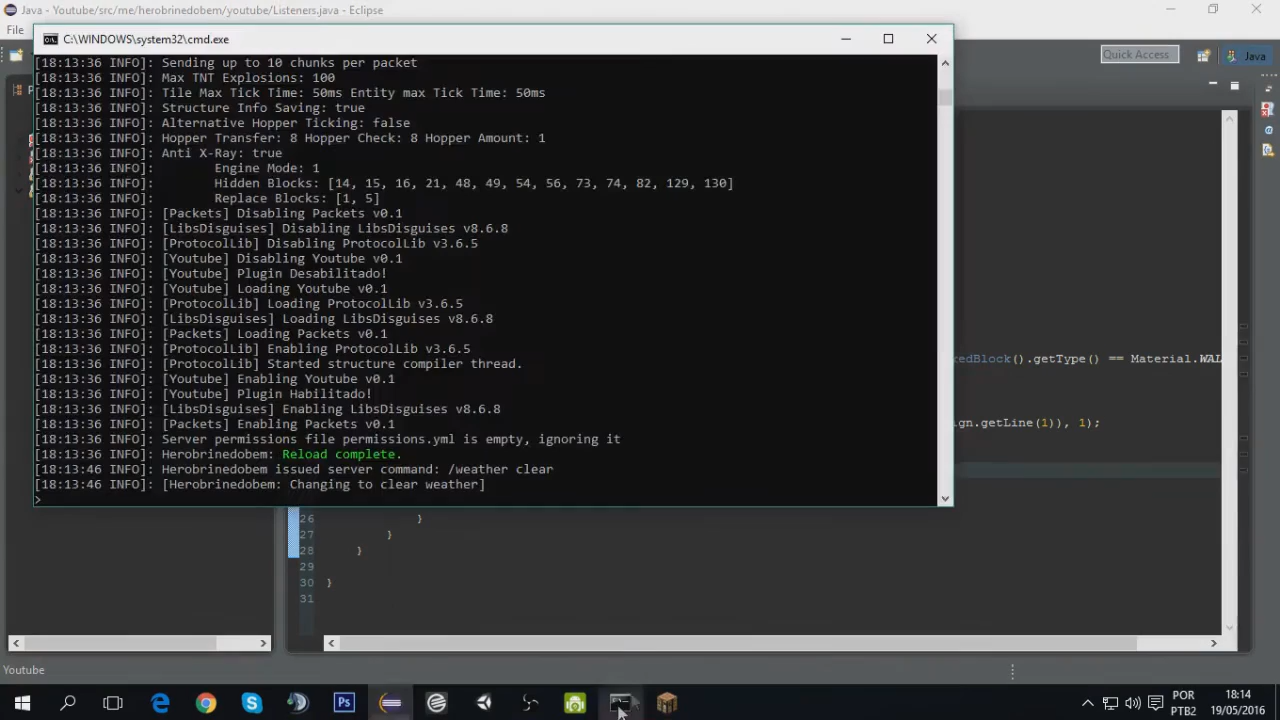 Java - Youtube/src/me/herobrinedobem/youtube/Listeners.java - Eclipse
File
C:\WINDOWS\system32\cmd.exe
Quick Access
Java
[18:13:36 INFO]: Sending up to 10 chunks per packet
[18:13:36 INFO]: Max TNT Explosions: 100
[18:13:36 INFO]: Tile Max Tick Time: 50ms Entity max Tick Time: 50ms
[18:13:36 INFO]: Structure Info Saving: true
[18:13:36 INFO]: Alternative Hopper Ticking: false
[18:13:36 INFO]: Hopper Transfer: 8 Hopper Check: 8 Hopper Amount: 1
[18:13:36 INFO]: Anti X-Ray: true
[18:13:36 INFO]: Engine Mode: 1
[18:13:36 INFO]: Hidden Blocks: [14, 15, 16, 21, 48, 49, 54, 56, 73, 74, 82, 129, 130]
[18:13:36 INFO]: Replace Blocks: [1, 5]
[18:13:36 INFO]: [Packets] Disabling Packets v0.1
[18:13:36 INFO]: [LibsDisguises] Disabling LibsDisguises v8.6.8
[18:13:36 INFO]: [ProtocolLib] Disabling ProtocolLib v3.6.5
[18:13:36 INFO]: [Youtube] Disabling Youtube v0.1
[18:13:36 INFO]: [Youtube] Plugin Desabilitado!
[18:13:36 INFO]: [Youtube] Loading Youtube v0.1
[18:13:36 INFO]: [ProtocolLib] Loading ProtocolLib v3.6.5
[18:13:36 INFO]: [LibsDisguises] Loading LibsDisguises v8.6.8
[18:13:36 INFO]: [Packets] Loading Packets v0.1
[18:13:36 INFO]: [ProtocolLib] Enabling ProtocolLib v3.6.5
[18:13:36 INFO]: [ProtocolLib] Started structure compiler thread.
[18:13:36 INFO]: [Youtube] Enabling Youtube v0.1
[18:13:36 INFO]: [Youtube] Plugin Habilitado!
[18:13:36 INFO]: [LibsDisguises] Enabling LibsDisguises v8.6.8
[18:13:36 INFO]: [Packets] Enabling Packets v0.1
[18:13:36 INFO]: Server permissions file permissions.yml is empty, ignoring it
[18:13:36 INFO]: Herobrinedobem: Reload complete.
[18:13:46 INFO]: Herobrinedobem issued server command: /weather clear
[18:13:46 INFO]: [Herobrinedobem: Changing to clear weather]
>
edBlock().getType() == Material.WAL
ign.getLine(1)), 1);
26 }
27 }
28 }
29
30 }
31
Youtube
Ps
POR
PTB2
18:14
19/05/2016